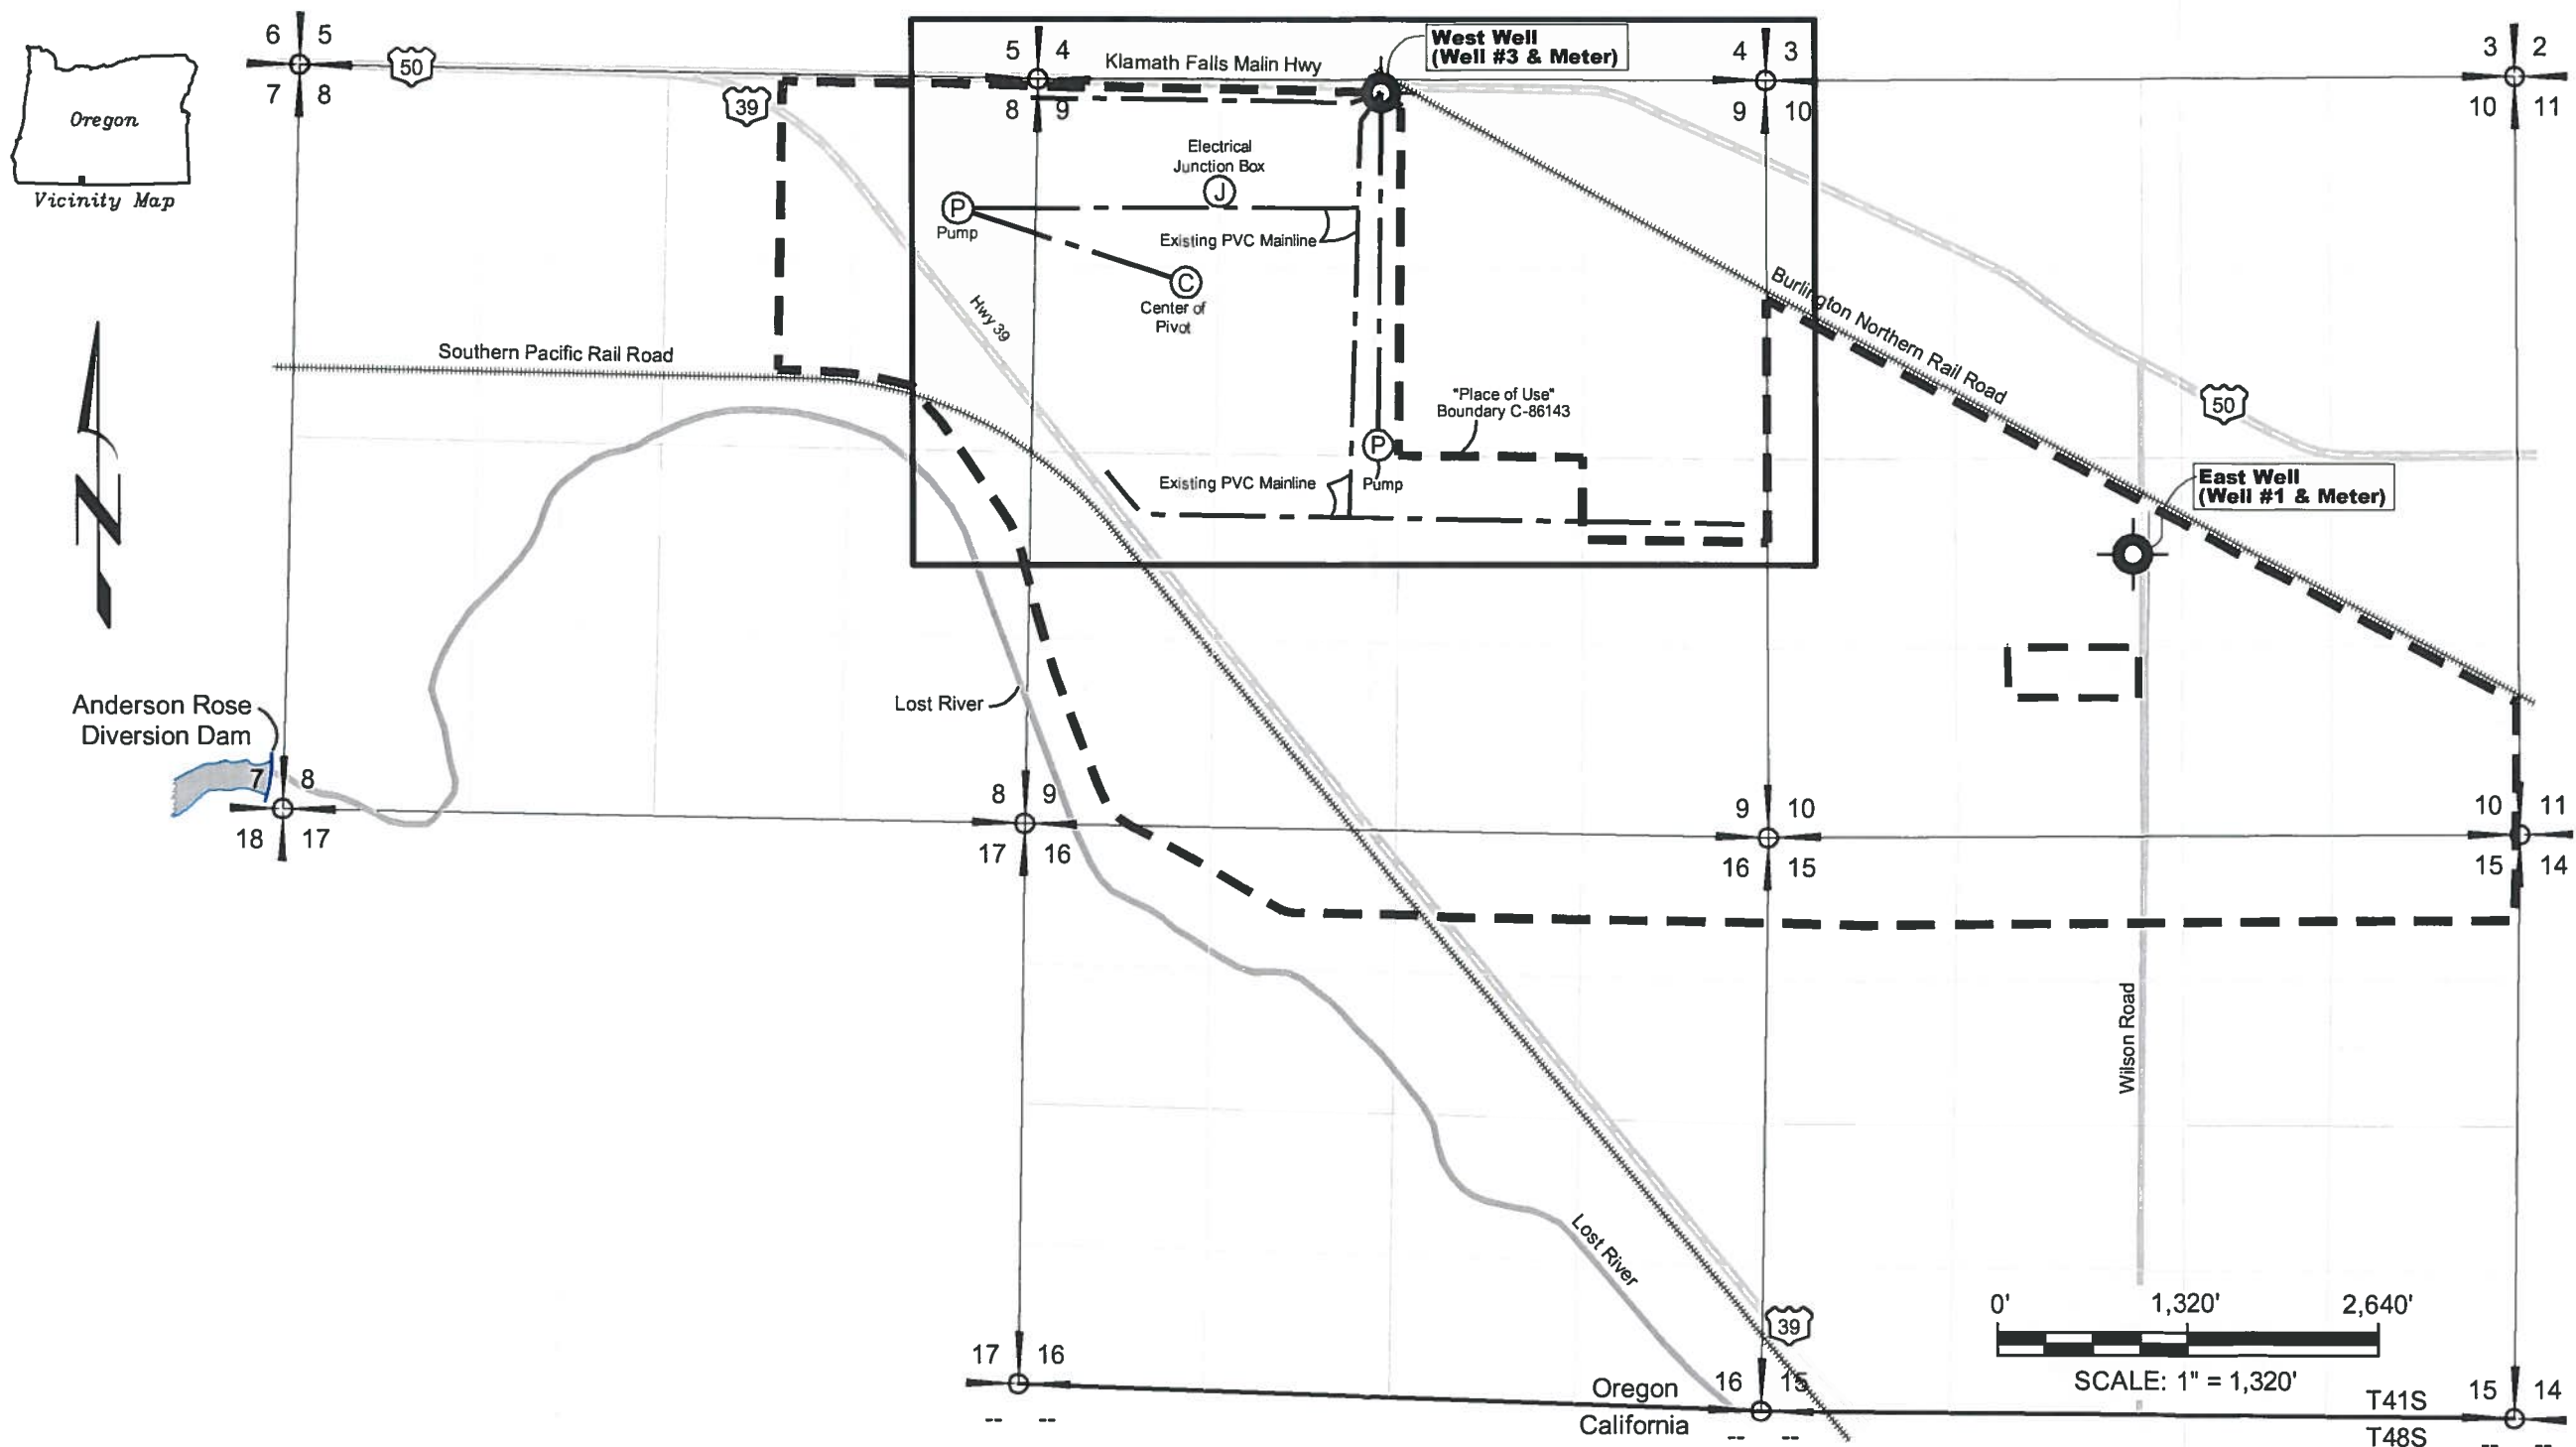 6 5
7 8
50
Oregon
Vicinity Map
39
5 4
8 9
Klamath Falls Malin Hwy
West Well
(Well #3 & Meter)
4 3
9 10
3 2
10 11
Electrical
Junction Box
J
P
Pump
Existing PVC Mainline
C
Center of
Pivot
Hwy 39
Southern Pacific Rail Road
Burlington Northern Rail Road
"Place of Use"
Boundary C-86143
50
P
Pump
Existing PVC Mainline
East Well
(Well #1 & Meter)
N
Lost River
Anderson Rose
Diversion Dam
7 8
18 17
8 9
17 16
9 10
16 15
10 11
15 14
Wilson Road
Lost River
39
0' 1,320' 2,640'
SCALE: 1" = 1,320'
17 16
-- --
Oregon
California
16 15
-- --
T41S
T48S
15 14
-- --